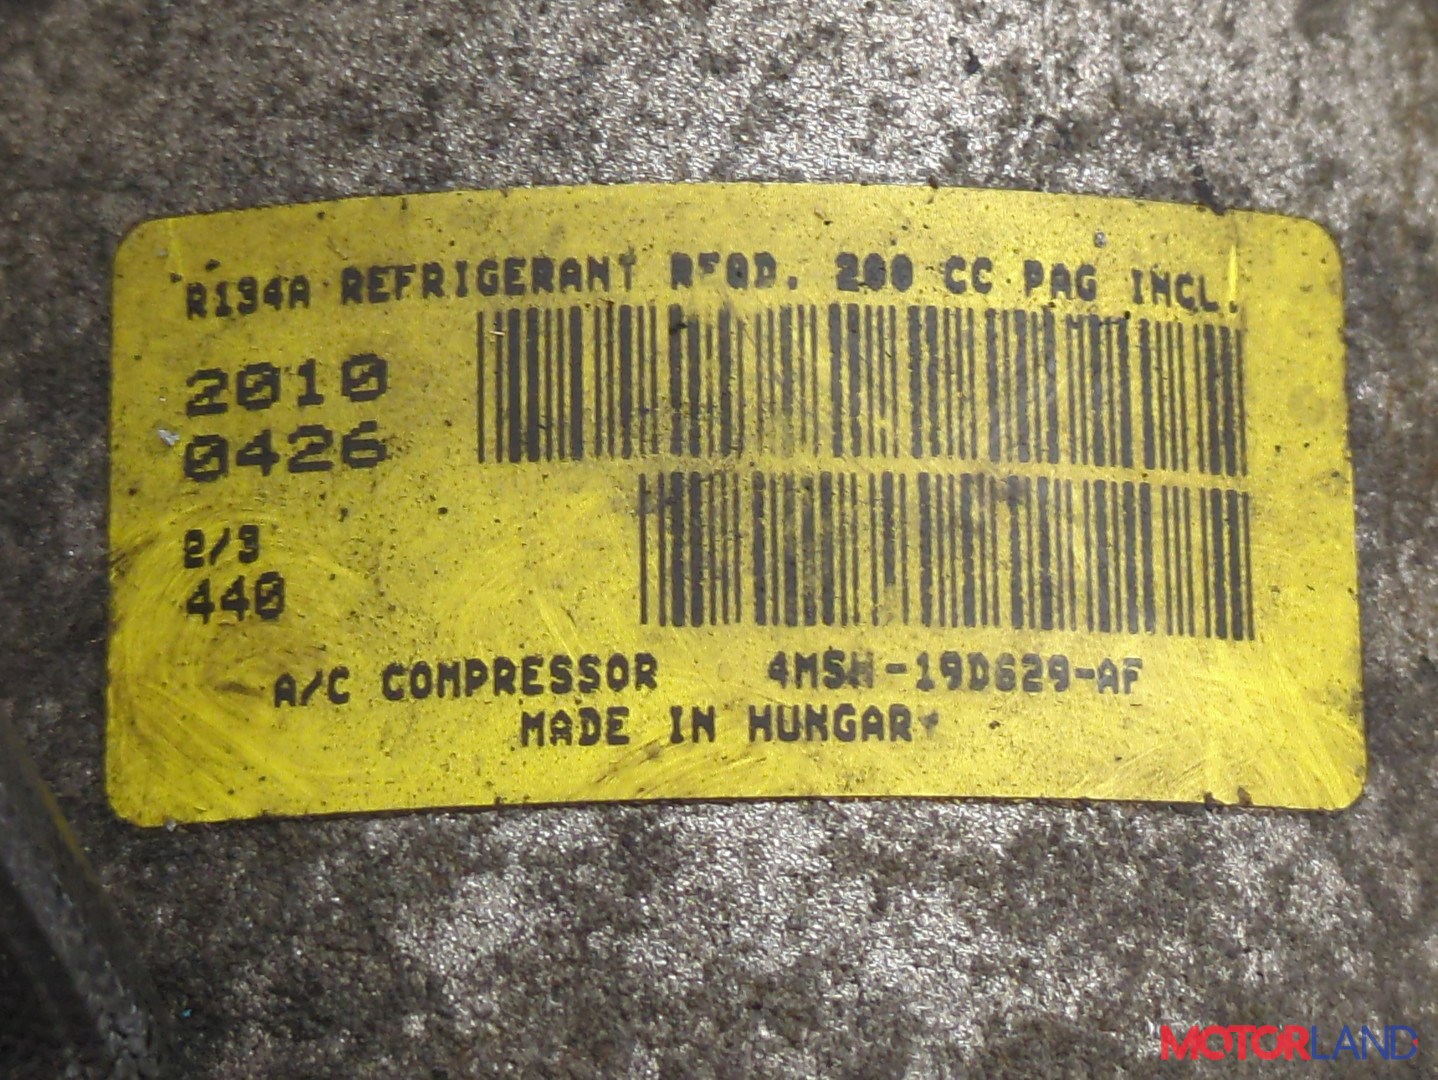 R134A REFRIGERANT REQD. 200 CC PAG INCL.
2010
0426
2/3
440
A/C COMPRESSOR 4M5H-19D629-AF
MADE IN HUNGARY
MOTORLAND